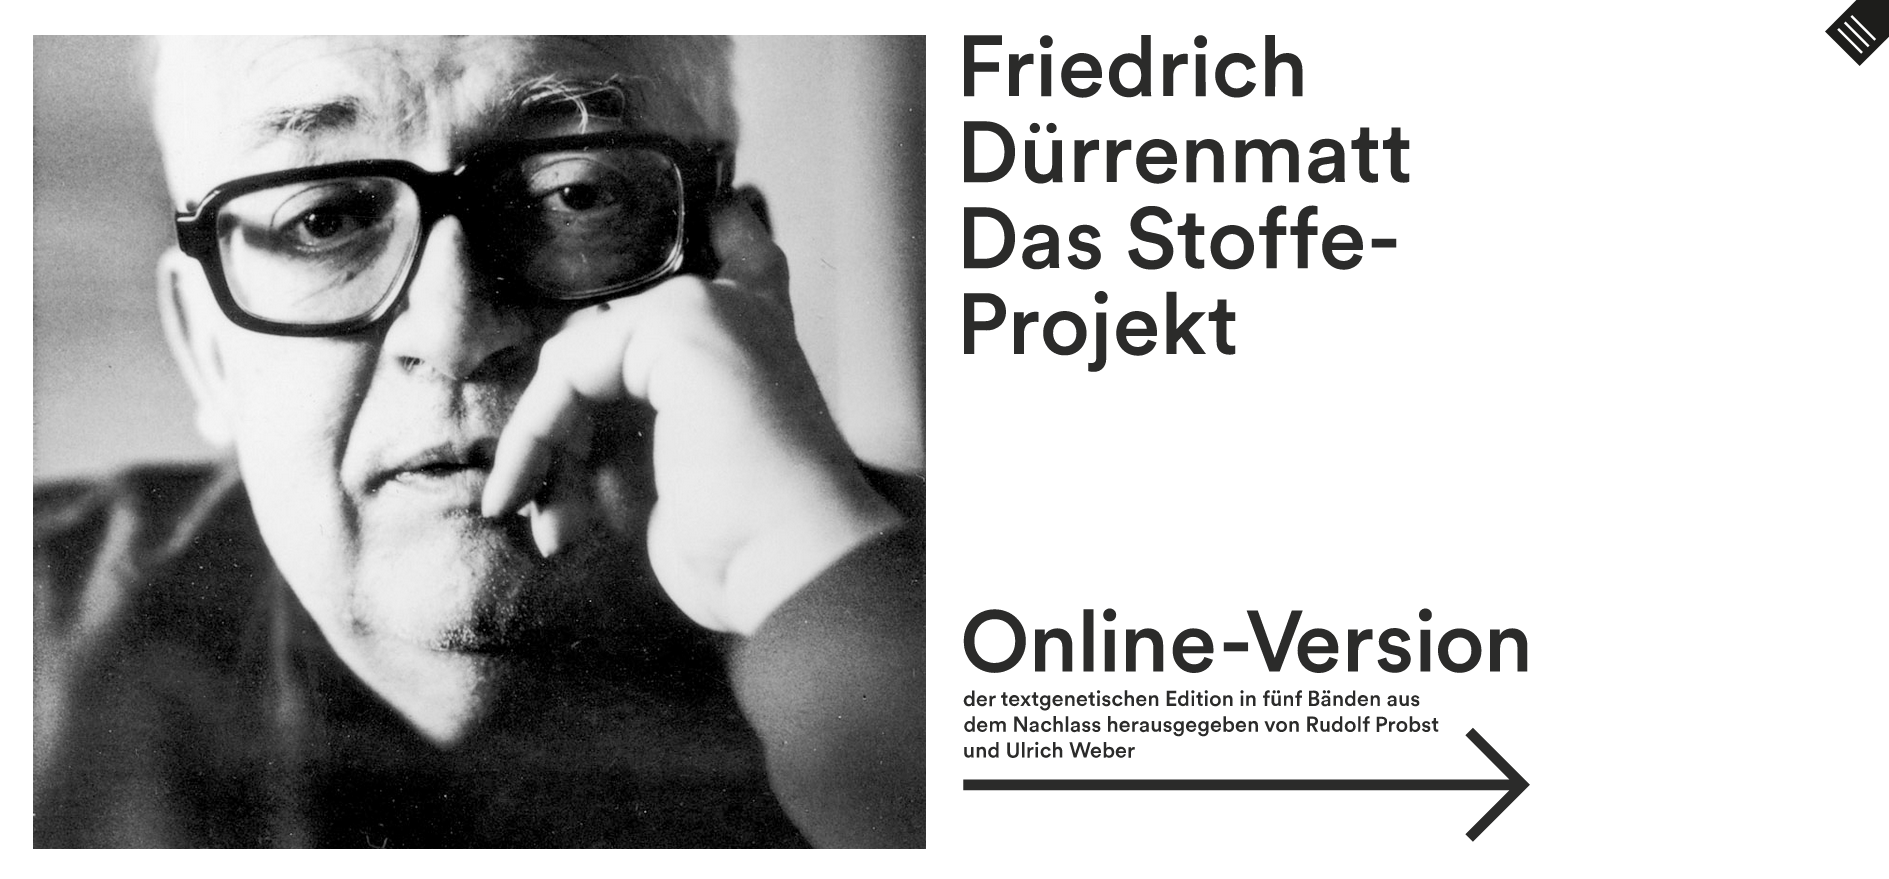 Friedrich
Dürrenmatt
Das Stoffe-
Projekt
Online-Version
der textgenetischen Edition in fünf Bänden aus
dem Nachlass herausgegeben von Rudolf Probst
und Ulrich Weber